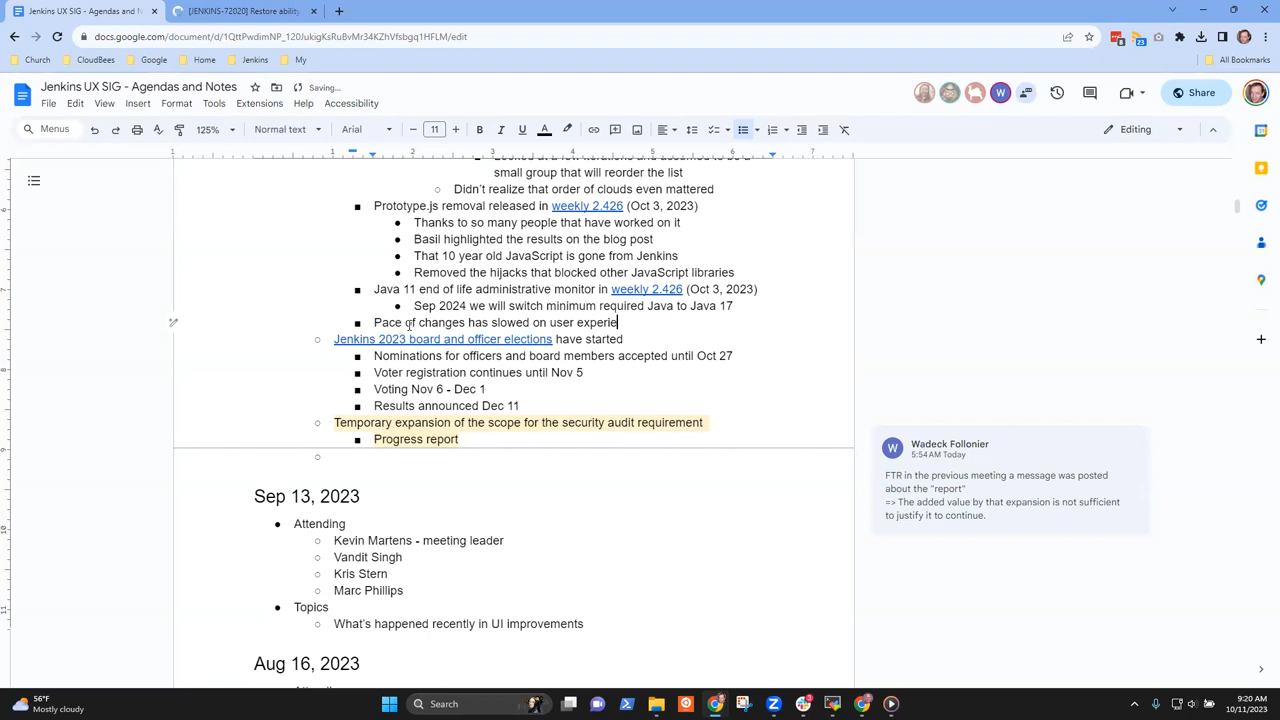 Jenkins UX SIG - Agendas and N
[JENKINS-72020] Restore ability
docs.google.com/document/d/1QttPwdimNP_120JukigKsRuBvMr34KZhVfsbgq1HFLM/edit
Church
CloudBees
Google
Home
Jenkins
My
All Bookmarks
Jenkins UX SIG - Agendas and Notes
Saving...
File Edit View Insert Format Tools Extensions Help Accessibility
Share
Menus
125%
Normal text
Arial
11
Editing
1 1 2 3 4 5 6 7
small group that will reorder the list
Didn't realize that order of clouds even mattered
Prototype.js removal released in weekly 2.426 (Oct 3, 2023)
Thanks to so many people that have worked on it
Basil highlighted the results on the blog post
That 10 year old JavaScript is gone from Jenkins
Removed the hijacks that blocked other JavaScript libraries
Java 11 end of life administrative monitor in weekly 2.426 (Oct 3, 2023)
Sep 2024 we will switch minimum required Java to Java 17
Pace of changes has slowed on user experie
Jenkins 2023 board and officer elections have started
Nominations for officers and board members accepted until Oct 27
Voter registration continues until Nov 5
Voting Nov 6 - Dec 1
Results announced Dec 11
Temporary expansion of the scope for the security audit requirement
Progress report
W
Wadeck Follonier
5:54 AM Today
FTR in the previous meeting a message was posted
about the "report"
=> The added value by that expansion is not sufficient
to justify it to continue.
Sep 13, 2023
Attending
Kevin Martens - meeting leader
Vandit Singh
Kris Stern
Marc Phillips
Topics
What's happened recently in UI improvements
Aug 16, 2023
56°F
Mostly cloudy
Search
9:20 AM
10/11/2023